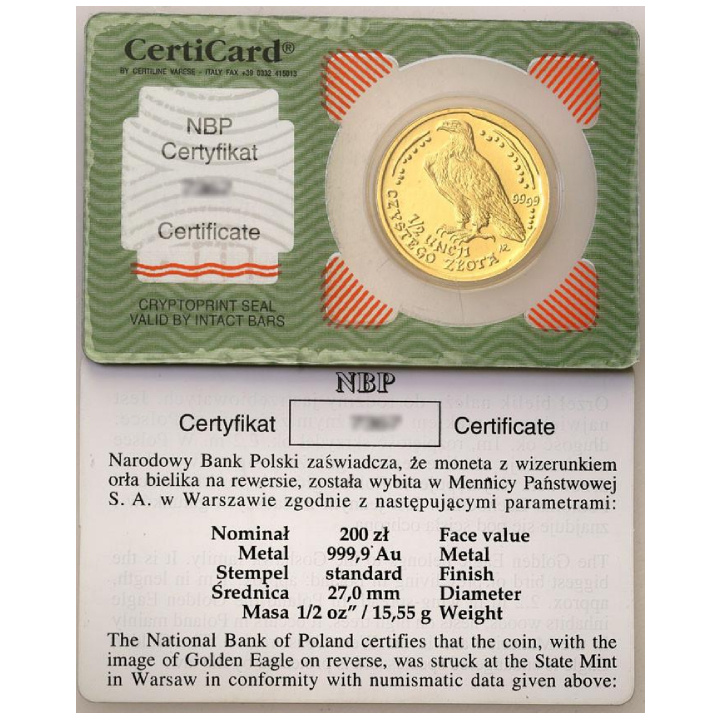 CertiCard®
BY CERTILINE VARESE - ITALY FAX +39 0332 415013
NBP
Certyfikat
Certificate
CRYPTOPRINT SEAL
VALID BY INTACT BARS
9999
1/2 UNCJI
CZYSTEGO ZŁOTA
NBP
Certyfikat Certificate
Narodowy Bank Polski zaświadcza, że moneta z wizerunkiem
orła bielika na rewersie, została wybita w Mennicy Państwowej
S. A. w Warszawie zgodnie z następującymi parametrami:
Nominał 200 zł Face value
Metal 999,9 Au Metal
Stempel standard Finish
Średnica 27,0 mm Diameter
Masa 1/2 oz” / 15,55 g Weight
The National Bank of Poland certifies that the coin, with the
image of Golden Eagle on reverse, was struck at the State Mint
in Warsaw in conformity with numismatic data given above: